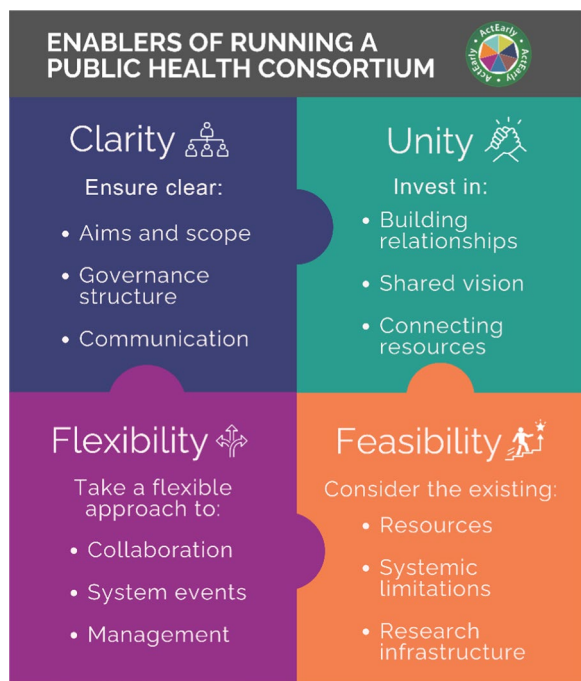 ENABLERS OF RUNNING A
PUBLIC HEALTH CONSORTIUM
ActEarly
ActEarly
ActEarly
Clarity
Ensure clear:
• Aims and scope
• Governance
structure
• Communication
Unity
Invest in:
• Building
relationships
• Shared vision
• Connecting
resources
Flexibility
Take a flexible
approach to:
• Collaboration
• System events
• Management
Feasibility
Consider the existing:
• Resources
• Systemic
limitations
• Research
infrastructure